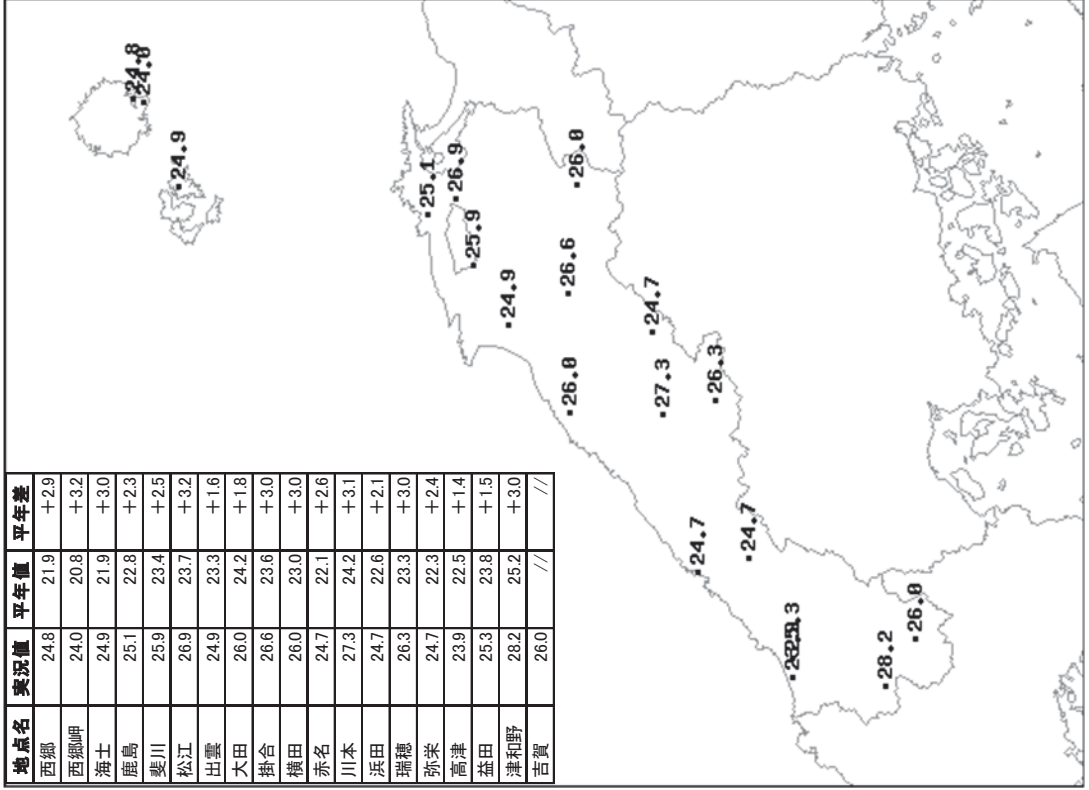 地点名 実況値 平年値 平年差
西郷 24.8 21.9 +2.9
西郷岬 24.0 20.8 +3.2
海士 24.9 21.9 +3.0
鹿島 25.1 22.8 +2.3
斐川 25.9 23.4 +2.5
松江 26.9 23.7 +3.2
出雲 24.9 23.3 +1.6
大田 26.0 24.2 +1.8
掛合 26.6 23.6 +3.0
横田 26.0 23.0 +3.0
赤名 24.7 22.1 +2.6
川本 27.3 24.2 +3.1
浜田 24.7 22.6 +2.1
瑞穂 26.3 23.3 +3.0
弥栄 24.7 22.3 +2.4
高津 23.9 22.5 +1.4
益田 25.3 23.8 +1.5
津和野 28.2 25.2 +3.0
吉賀 26.0 // //
24.8
24.0
24.9
25.1
26.9
25.9
24.9
26.0
26.6
26.0
24.7
27.3
26.3
24.7
24.7
25.3
28.2
26.0